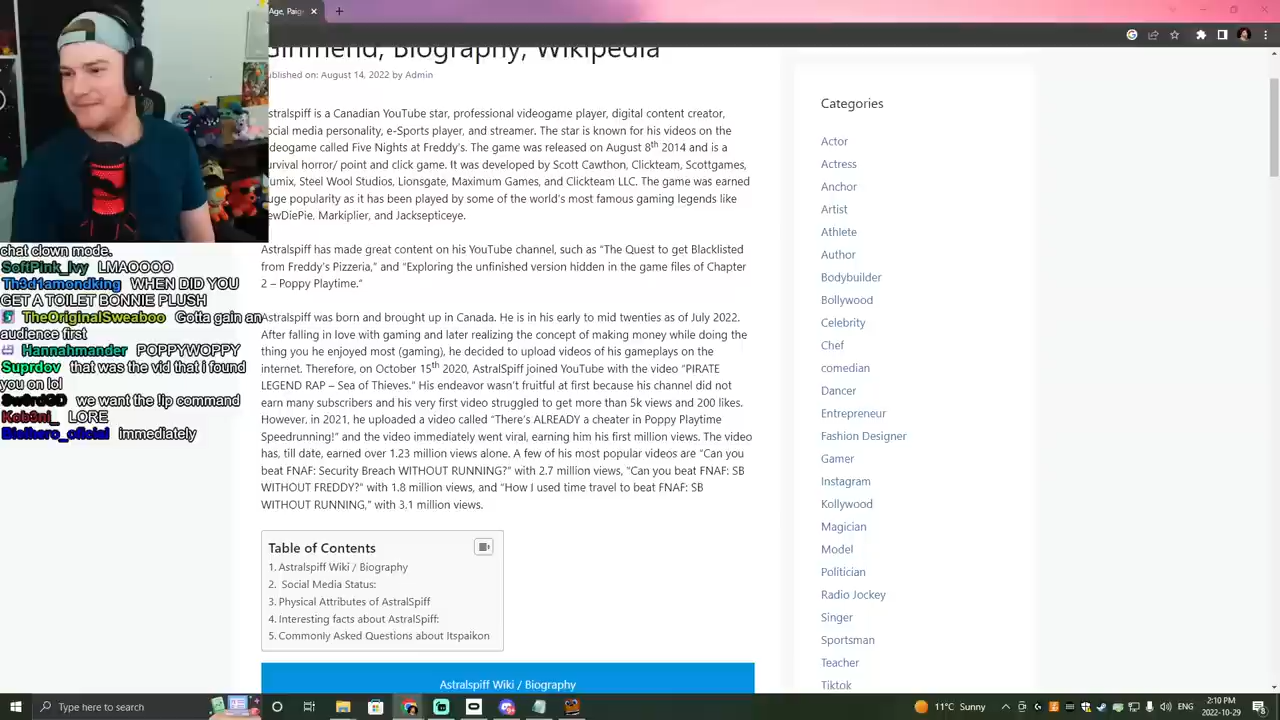 Age, Paig
Girlfriend, Biography, Wikipedia
ublished on: August 14, 2022 by Admin
stralspiff is a Canadian YouTube star, professional videogame player, digital content creator,
ocial media personality, e-Sports player, and streamer. The star is known for his videos on the
ideogame called Five Nights at Freddy's. The game was released on August 8th 2014 and is a
urvival horror/ point and click game. It was developed by Scott Cawthon, Clickteam, Scottgames,
umix, Steel Wool Studios, Lionsgate, Maximum Games, and Clickteam LLC. The game was earned
uge popularity as it has been played by some of the world's most famous gaming legends like
ewDiePie, Markiplier, and Jacksepticeye.
Astralspiff has made great content on his YouTube channel, such as "The Quest to get Blacklisted
from Freddy's Pizzeria," and "Exploring the unfinished version hidden in the game files of Chapter
2 – Poppy Playtime."
Astralspiff was born and brought up in Canada. He is in his early to mid twenties as of July 2022.
After falling in love with gaming and later realizing the concept of making money while doing the
thing you he enjoyed most (gaming), he decided to upload videos of his gameplays on the
internet. Therefore, on October 15th 2020, AstralSpiff joined YouTube with the video "PIRATE
LEGEND RAP – Sea of Thieves." His endeavor wasn't fruitful at first because his channel did not
earn many subscribers and his very first video struggled to get more than 5k views and 200 likes.
However, in 2021, he uploaded a video called "There's ALREADY a cheater in Poppy Playtime
Speedrunning!" and the video immediately went viral, earning him his first million views. The video
has, till date, earned over 1.23 million views alone. A few of his most popular videos are "Can you
beat FNAF: Security Breach WITHOUT RUNNING?" with 2.7 million views, "Can you beat FNAF: SB
WITHOUT FREDDY?" with 1.8 million views, and "How I used time travel to beat FNAF: SB
WITHOUT RUNNING," with 3.1 million views.
Table of Contents
1. Astralspiff Wiki / Biography
2. Social Media Status:
3. Physical Attributes of AstralSpiff
4. Interesting facts about AstralSpiff:
5. Commonly Asked Questions about Itspaikon
Astralspiff Wiki / Biography
Categories
Actor
Actress
Anchor
Artist
Athlete
Author
Bodybuilder
Bollywood
Celebrity
Chef
comedian
Dancer
Entrepreneur
Fashion Designer
Gamer
Instagram
Kollywood
Magician
Model
Politician
Radio Jockey
Singer
Sportsman
Teacher
Tiktok
chat clown mode.
SoftPink_Ivy LMAOOOO
Th3d1amondking WHEN DID YOU
GET A TOILET BONNIE PLUSH
TheOriginalSweaboo Gotta gain an
audience first
Hannahmander POPPYWOPPY
Suprdov that was the vid that i found
you on lol
Sw0rdGD we want the !ip command
Kob3ni_ LORE
Biolhero_oficial immediately
Type here to search
11°C Sunny
2:10 PM
2022-10-29